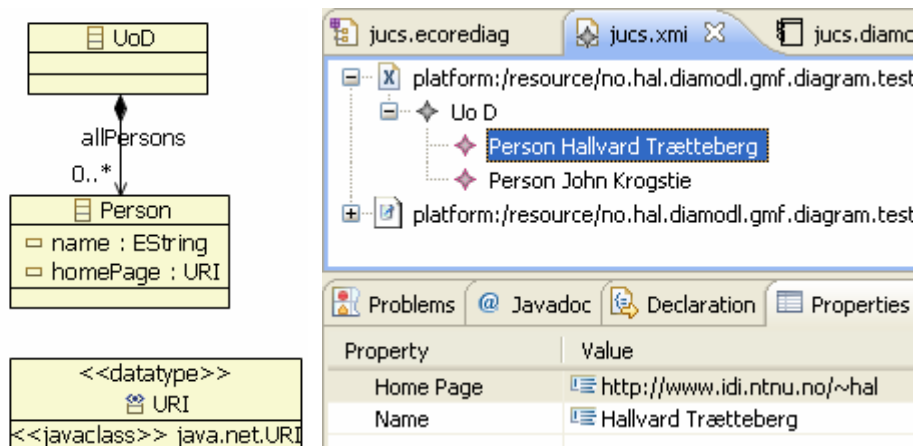 UoD
allPersons
0..*
Person
name : EString
homePage : URI
<<datatype>>
URI
<<javaclass>> java.net.URI
jucs.ecorediag
jucs.xmi
jucs.diamo
platform:/resource/no.hal.diamodl.gmf.diagram.test
Uo D
Person Hallvard Trætteberg
Person John Krogstie
platform:/resource/no.hal.diamodl.gmf.diagram.test
Problems @ Javadoc Declaration Properties
Property Value
Home Page http://www.idi.ntnu.no/~hal
Name Hallvard Trætteberg